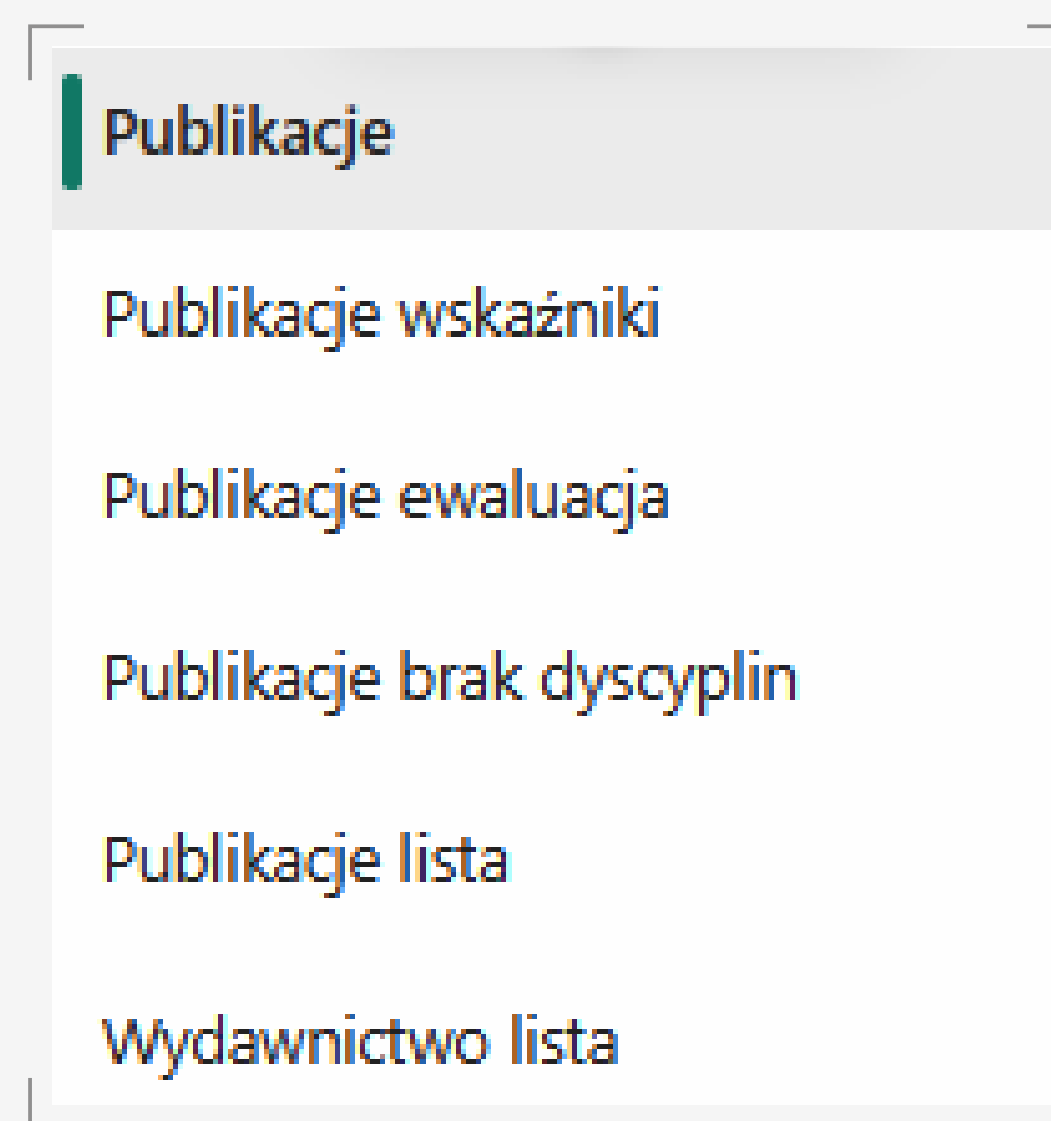 Publikacje
Publikacje wskaźniki
Publikacje ewaluacja
Publikacje brak dyscyplin
Publikacje lista
Wydawnictwo lista